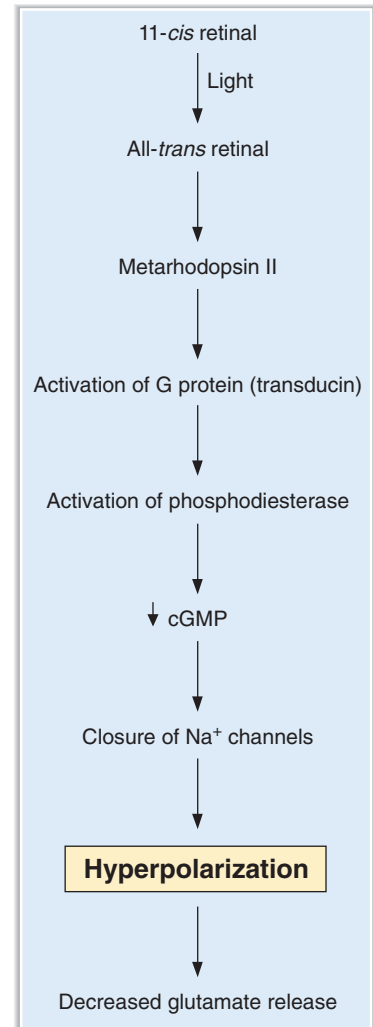 11-cis retinal
Light
All-trans retinal
Metarhodopsin II
Activation of G protein (transducin)
Activation of phosphodiesterase
↓ cGMP
Closure of Na⁺ channels
Hyperpolarization
Decreased glutamate release